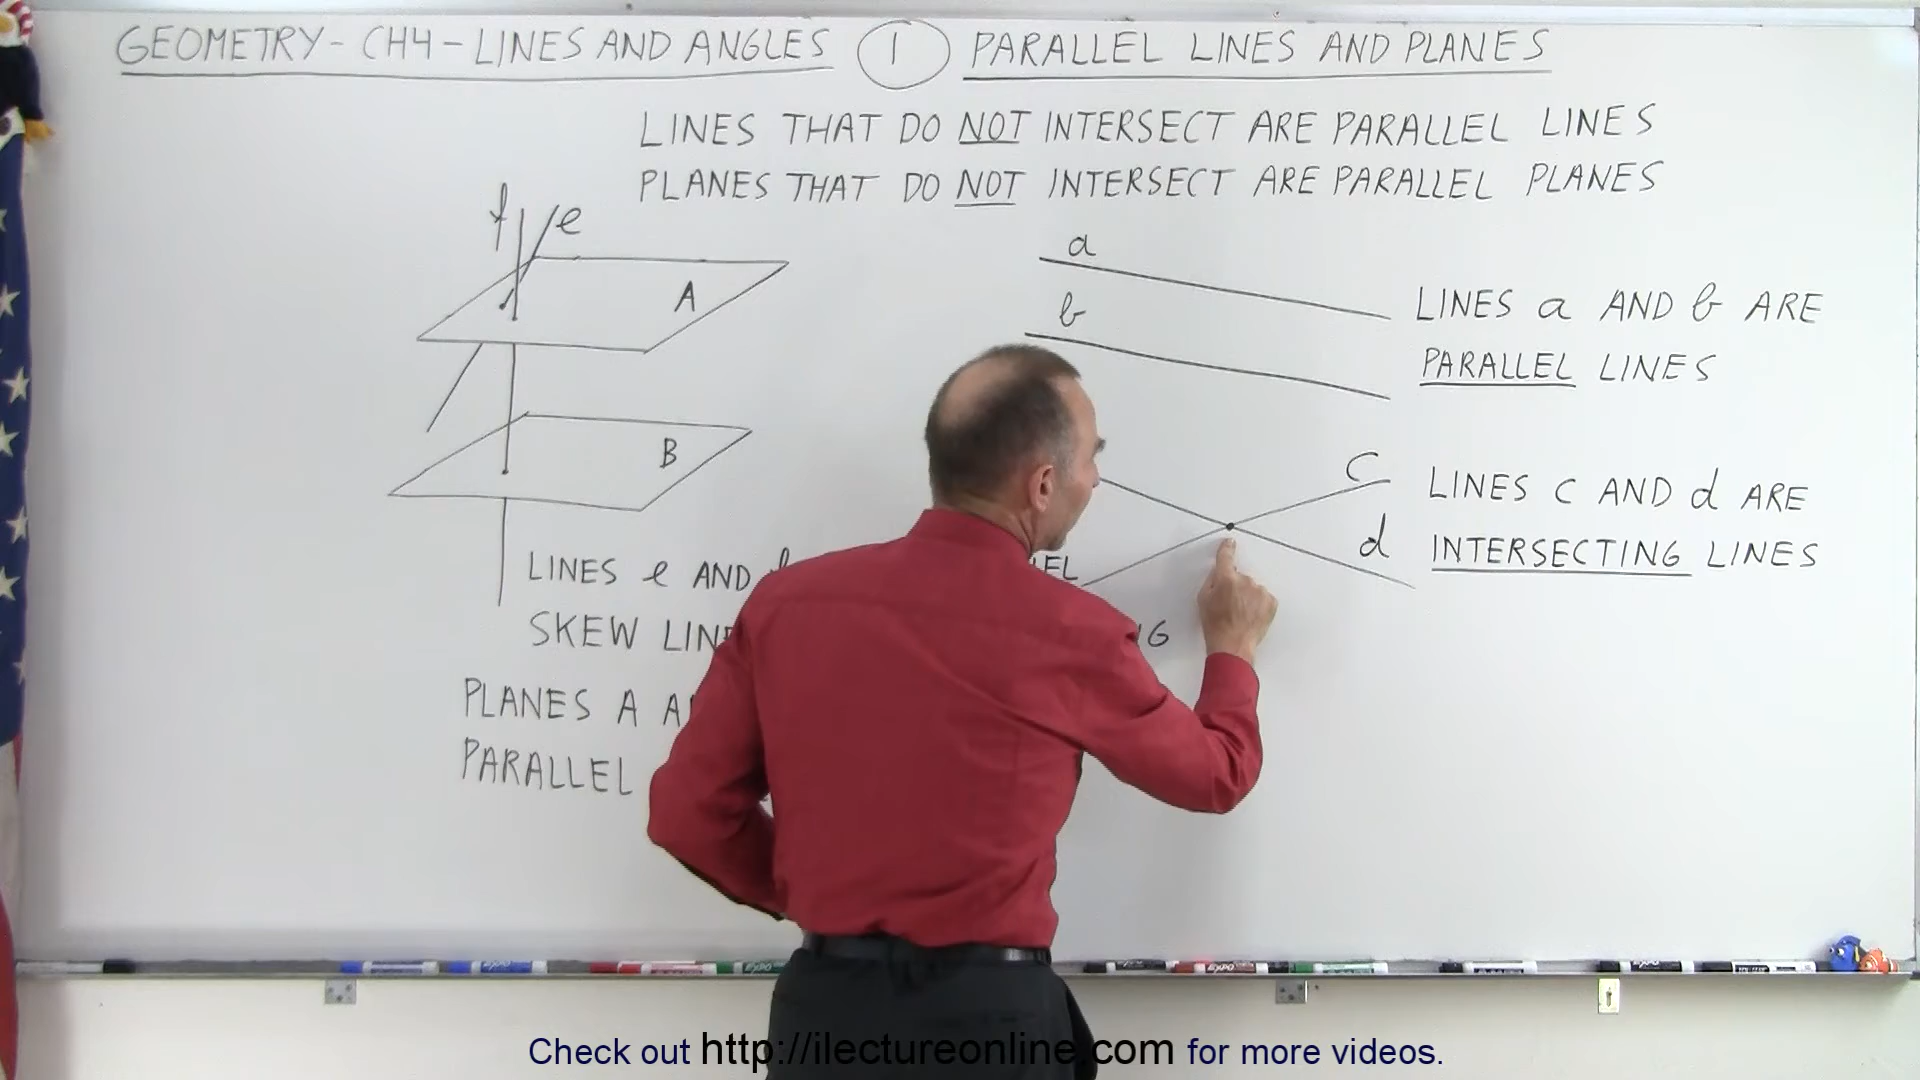 GEOMETRY - CH4 - LINES AND ANGLES 1 PARALLEL LINES AND PLANES
LINES THAT DO NOT INTERSECT ARE PARALLEL LINES
PLANES THAT DO NOT INTERSECT ARE PARALLEL PLANES
f e
A
B
a
b
LINES a AND b ARE
PARALLEL LINES
C
d
LINES c AND d ARE
INTERSECTING LINES
LINES e AND
SKEW
PLANES A
PARALLEL
Check out http://ilectureonline.com for more videos.